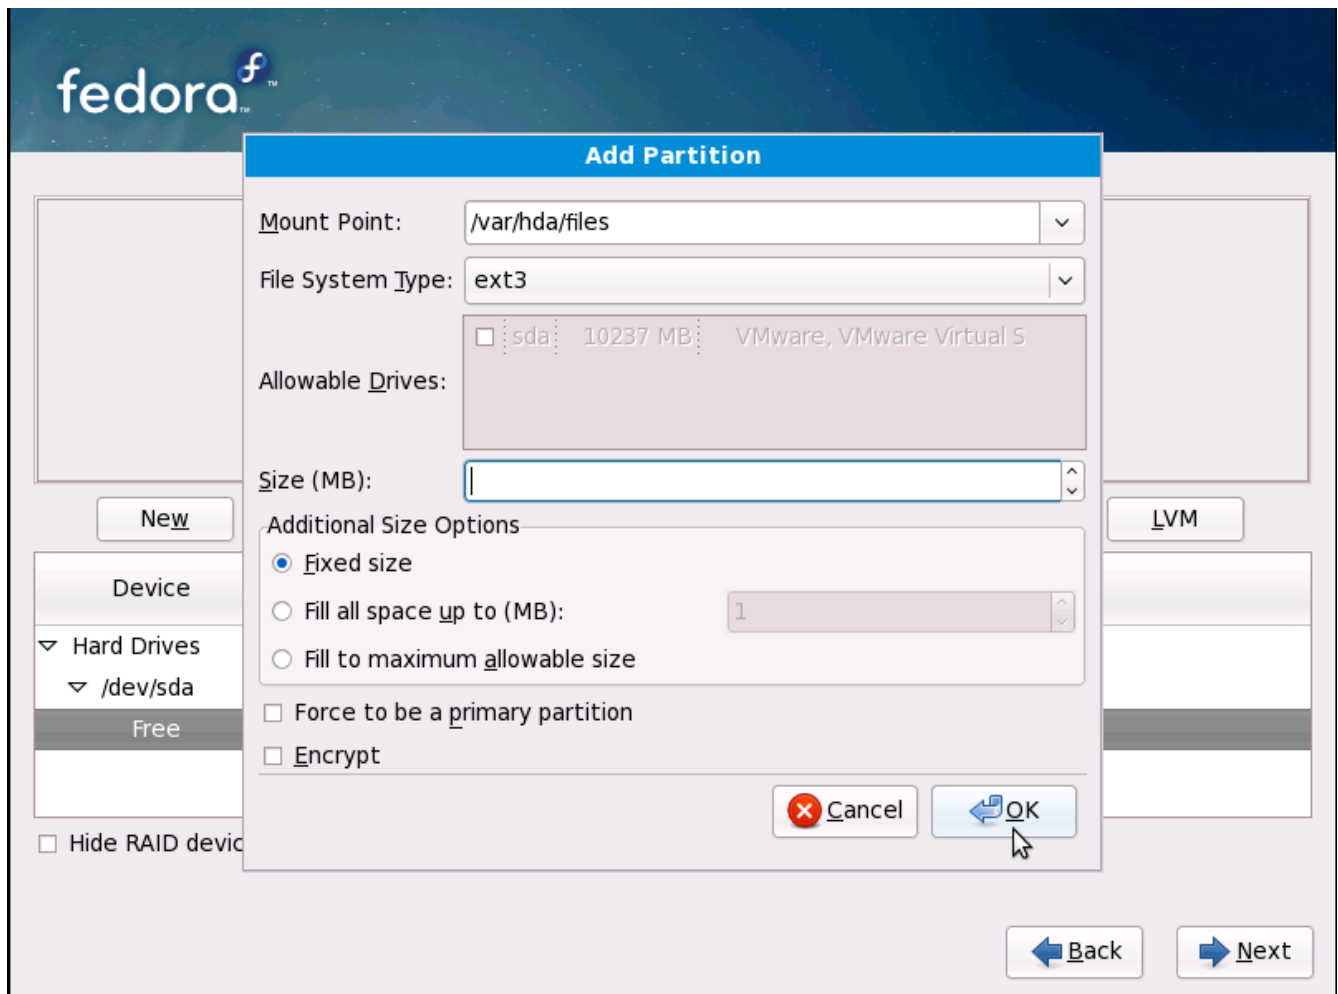 fedora
Add Partition
Mount Point: /var/hda/files
File System Type: ext3
Allowable Drives:
sda 10237 MB VMware, VMware Virtual S
Size (MB):
New
LVM
Additional Size Options
Fixed size
Fill all space up to (MB): 1
Fill to maximum allowable size
Device
Hard Drives
/dev/sda
Free
Force to be a primary partition
Encrypt
Cancel
OK
Hide RAID devic
Back
Next